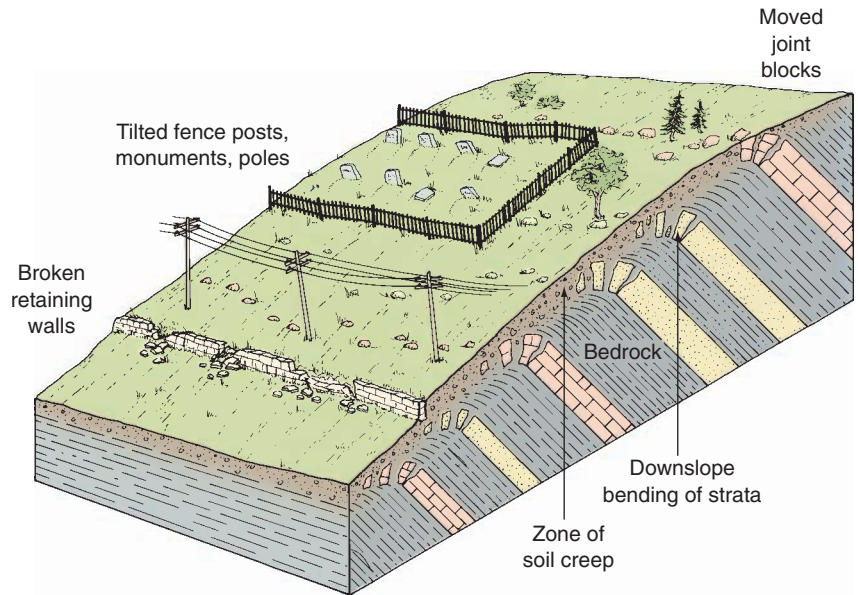 Moved
joint
blocks
Tilted fence posts,
monuments, poles
Broken
retaining
walls
Bedrock
Downslope
bending of strata
Zone of
soil creep